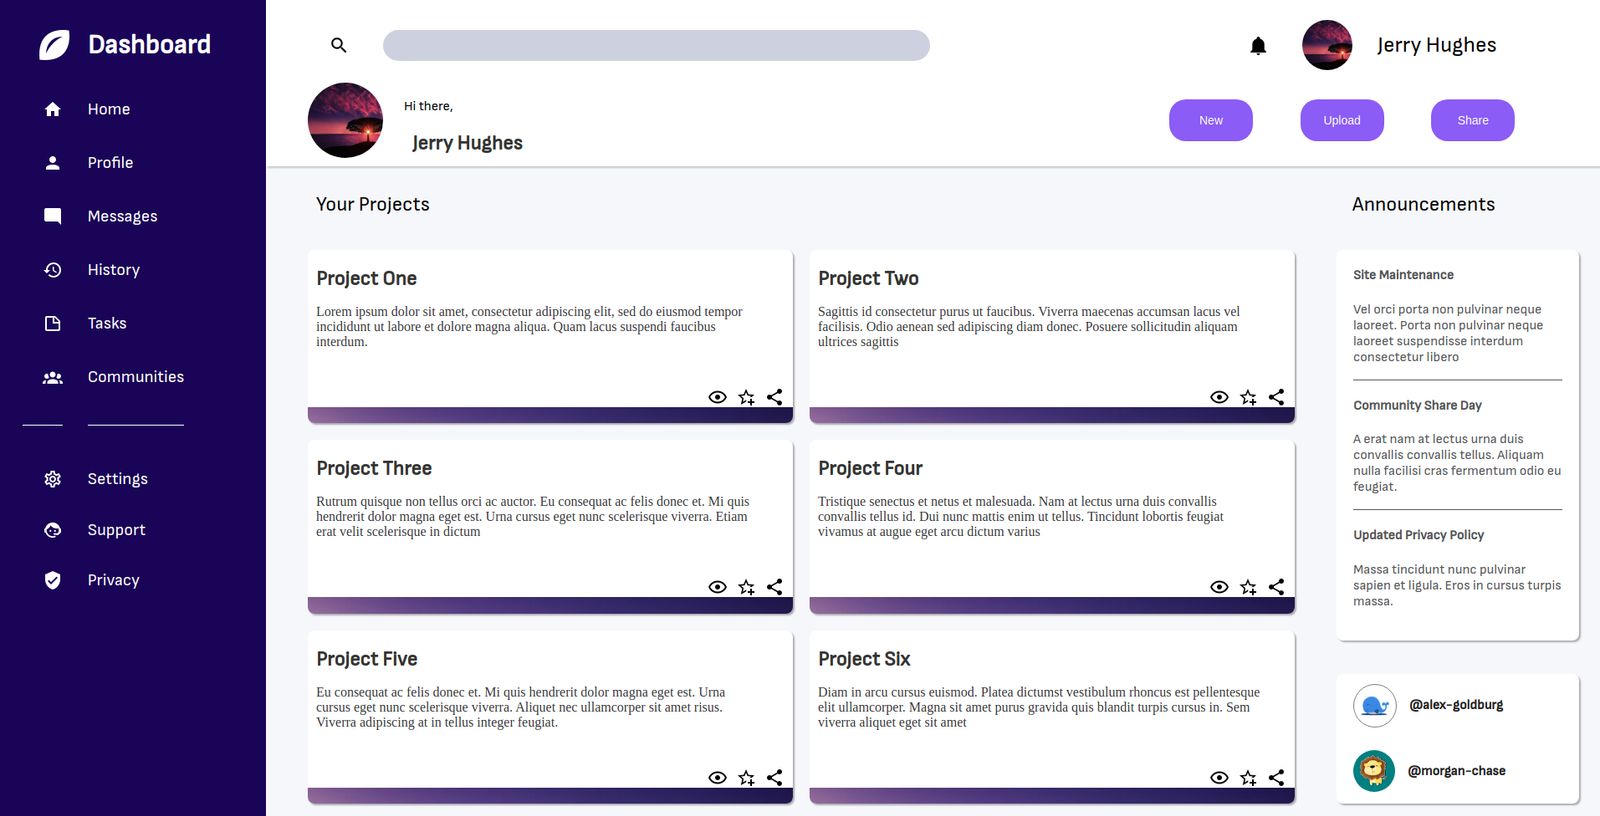 Dashboard
Home
Profile
Messages
History
Tasks
Communities
Settings
Support
Privacy
Jerry Hughes
Hi there,
Jerry Hughes
New
Upload
Share
Your Projects
Project One
Lorem ipsum dolor sit amet, consectetur adipiscing elit, sed do eiusmod tempor
incididunt ut labore et dolore magna aliqua. Quam lacus suspendi faucibus
interdum.
Project Two
Sagittis id consectetur purus ut faucibus. Viverra maecenas accumsan lacus vel
facilisis. Odio aenean sed adipiscing diam donec. Posuere sollicitudin aliquam
ultrices sagittis
Project Three
Rutrum quisque non tellus orci ac auctor. Eu consequat ac felis donec et. Mi quis
hendrerit dolor magna eget est. Urna cursus eget nunc scelerisque viverra. Etiam
erat velit scelerisque in dictum
Project Four
Tristique senectus et netus et malesuada. Nam at lectus urna duis convallis
convallis tellus id. Dui nunc mattis enim ut tellus. Tincidunt lobortis feugiat
vivamus at augue eget arcu dictum varius
Project Five
Eu consequat ac felis donec et. Mi quis hendrerit dolor magna eget est. Urna
cursus eget nunc scelerisque viverra. Aliquet nec ullamcorper sit amet risus.
Viverra adipiscing at in tellus integer feugiat.
Project Six
Diam in arcu cursus euismod. Platea dictumst vestibulum rhoncus est pellentesque
elit ullamcorper. Magna sit amet purus gravida quis blandit turpis cursus in. Sem
viverra aliquet eget sit amet
Announcements
Site Maintenance
Vel orci porta non pulvinar neque
laoreet. Porta non pulvinar neque
laoreet suspendisse interdum
consectetur libero
Community Share Day
A erat nam at lectus urna duis
convallis convallis tellus. Aliquam
nulla facilisi cras fermentum odio eu
feugiat.
Updated Privacy Policy
Massa tincidunt nunc pulvinar
sapien et ligula. Eros in cursus turpis
massa.
@alex-goldburg
@morgan-chase